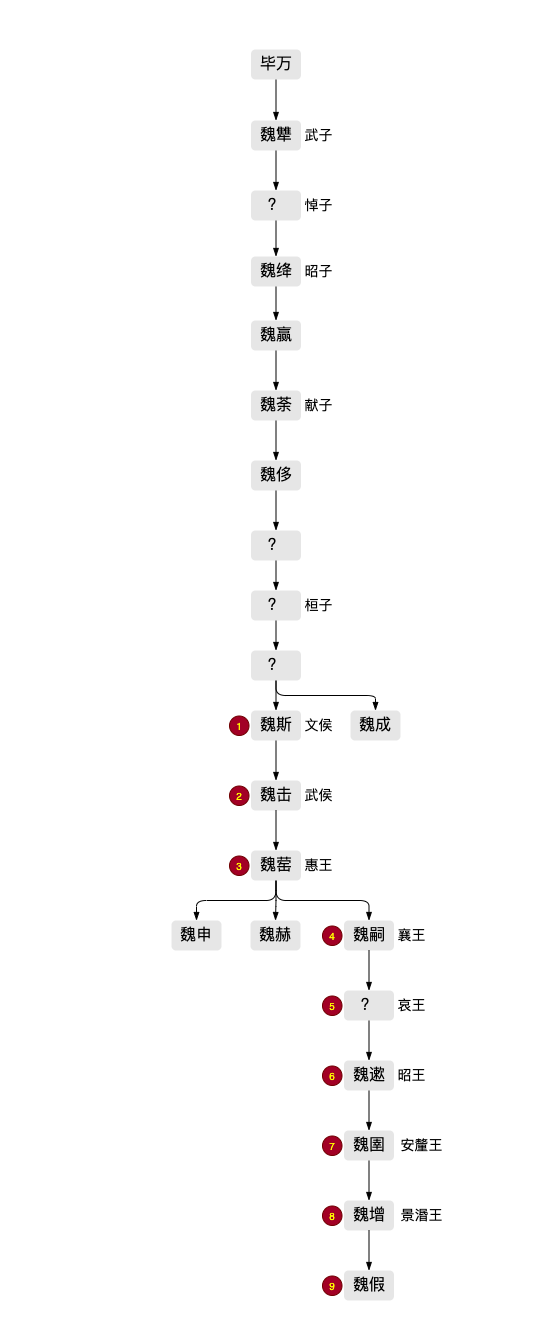 毕万
魏犨 武子
？ 悼子
魏绛 昭子
魏赢
魏荼 献子
魏侈
？
？ 桓子
？
1 魏斯 文侯 魏成
2 魏击 武侯
3 魏罃 惠王
魏申 魏赫 4 魏嗣 襄王
5 ？ 哀王
6 魏遫 昭王
7 魏圉 安釐王
8 魏增 景湣王
9 魏假